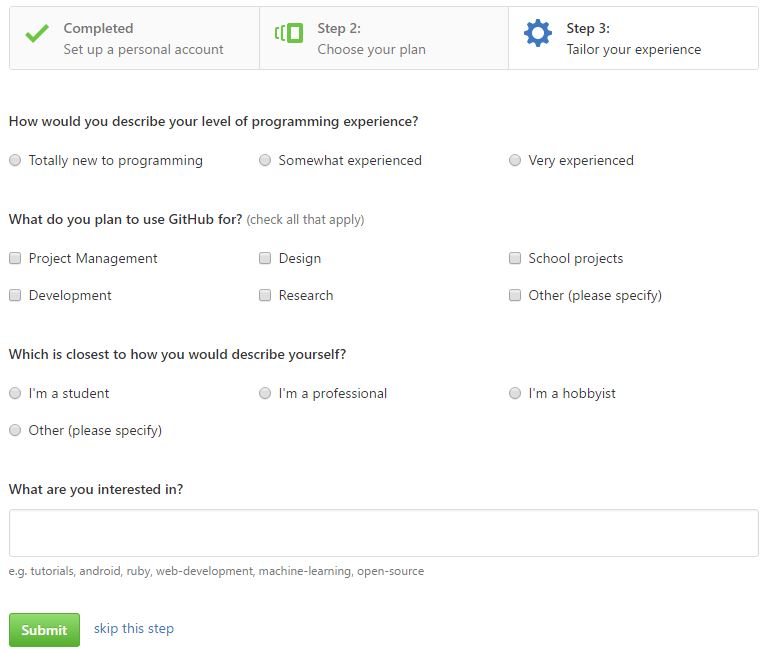 Completed
Set up a personal account
Step 2:
Choose your plan
Step 3:
Tailor your experience
How would you describe your level of programming experience?
Totally new to programming
Somewhat experienced
Very experienced
What do you plan to use GitHub for? (check all that apply)
Project Management
Design
School projects
Development
Research
Other (please specify)
Which is closest to how you would describe yourself?
I'm a student
I'm a professional
I'm a hobbyist
Other (please specify)
What are you interested in?
e.g. tutorials, android, ruby, web-development, machine-learning, open-source
Submit
skip this step